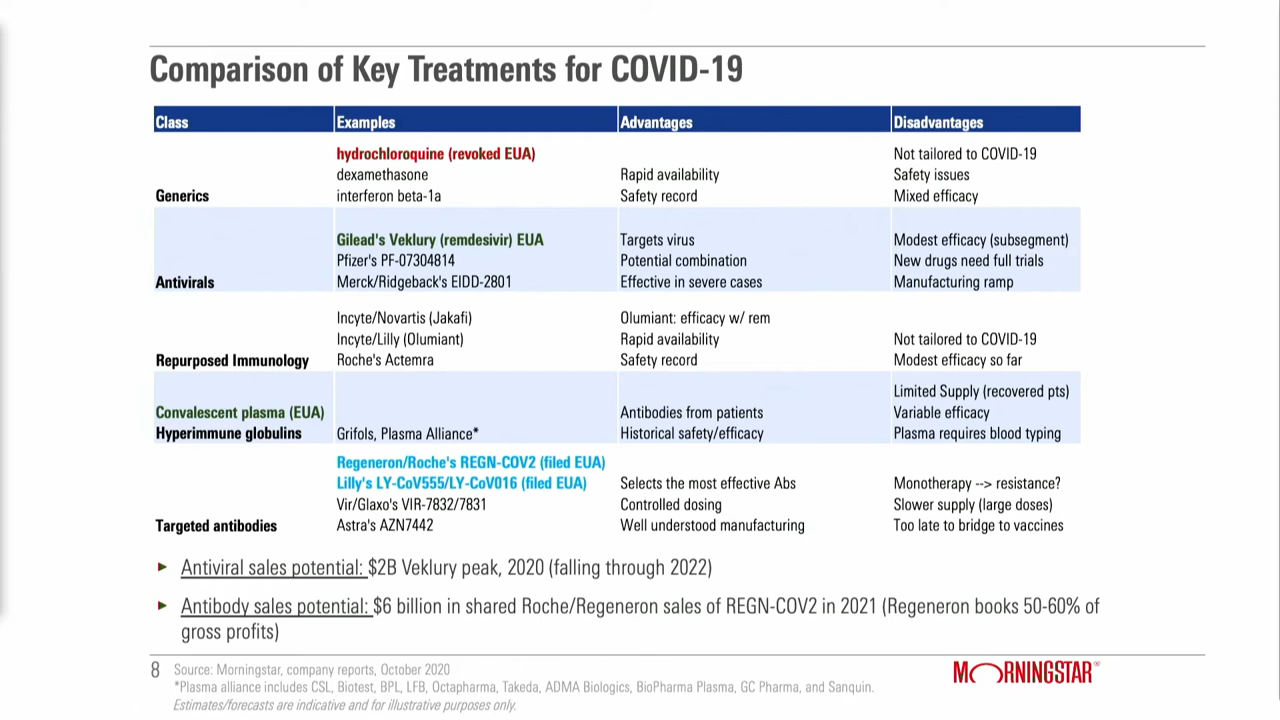 Comparison of Key Treatments for COVID-19
Class Examples Advantages Disadvantages
hydrochloroquine (revoked EUA) Not tailored to COVID-19
dexamethasone Rapid availability Safety issues
Generics interferon beta-1a Safety record Mixed efficacy
Gilead's Veklury (remdesivir) EUA Targets virus Modest efficacy (subsegment)
Pfizer's PF-07304814 Potential combination New drugs need full trials
Antivirals Merck/Ridgeback's EIDD-2801 Effective in severe cases Manufacturing ramp
Incyte/Novartis (Jakafi) Olumiant: efficacy w/ rem
Incyte/Lilly (Olumiant) Rapid availability Not tailored to COVID-19
Repurposed Immunology Roche's Actemra Safety record Modest efficacy so far
Limited Supply (recovered pts)
Convalescent plasma (EUA) Antibodies from patients Variable efficacy
Hyperimmune globulins Grifols, Plasma Alliance* Historical safety/efficacy Plasma requires blood typing
Regeneron/Roche's REGN-COV2 (filed EUA)
Lilly's LY-CoV555/LY-CoV016 (filed EUA) Selects the most effective Abs Monotherapy --> resistance?
Vir/Glaxo's VIR-7832/7831 Controlled dosing Slower supply (large doses)
Targeted antibodies Astra's AZN7442 Well understood manufacturing Too late to bridge to vaccines
Antiviral sales potential: $2B Veklury peak, 2020 (falling through 2022)
Antibody sales potential: $6 billion in shared Roche/Regeneron sales of REGN-COV2 in 2021 (Regeneron books 50-60% of
gross profits)
8 Source: Morningstar, company reports, October 2020
*Plasma alliance includes CSL, Biotest, BPL, LFB, Octapharma, Takeda, ADMA Biologics, BioPharma Plasma, GC Pharma, and Sanquin.
Estimates/forecasts are indicative and for illustrative purposes only.
MORNINGSTAR®